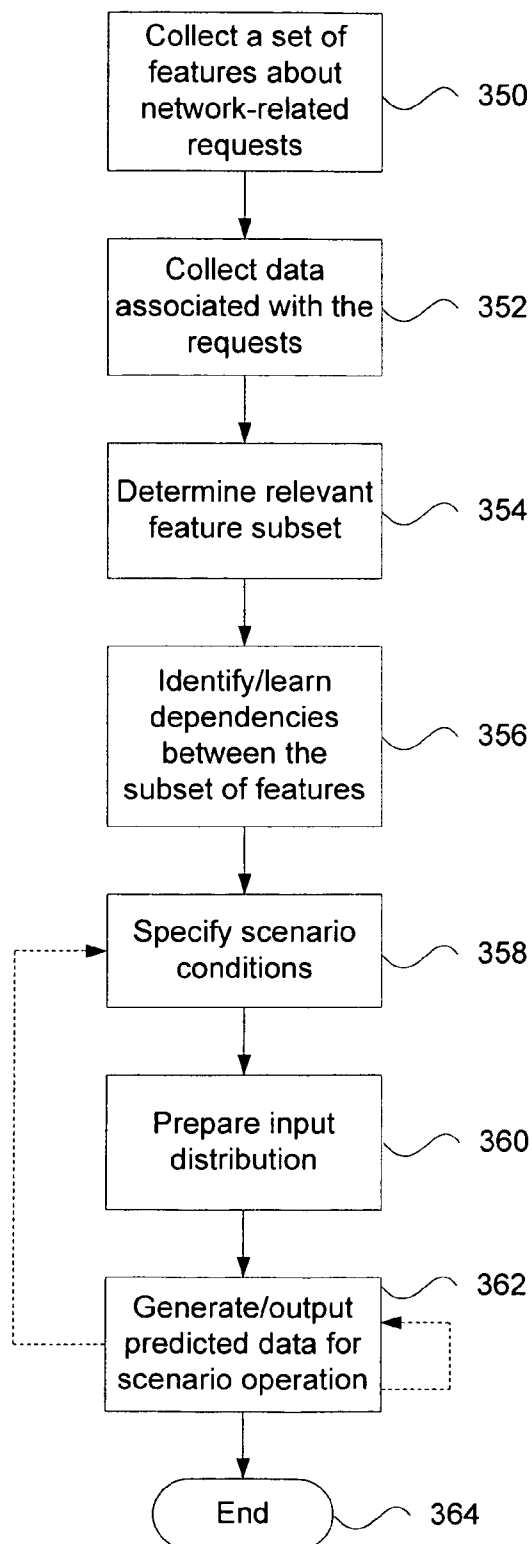 Collect a set of
features about
network-related
requests
350
Collect data
associated with the
requests
352
Determine relevant
feature subset
354
Identify/learn
dependencies
between the
subset of features
356
Specify scenario
conditions
358
Prepare input
distribution
360
362
Generate/output
predicted data for
scenario operation
End
364